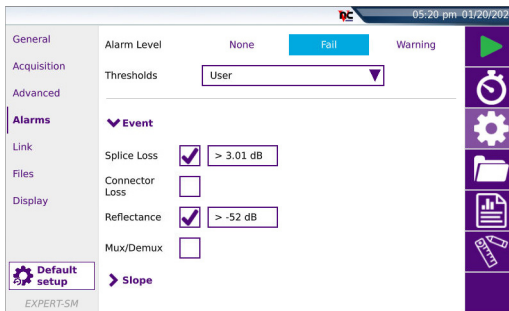 DC 05:20 pm 01/20/202
General
Acquisition
Advanced
Alarms
Link
Files
Display
Default
setup
EXPERT-SM
Alarm Level None Fail Warning
Thresholds User
Event
Splice Loss > 3.01 dB
Connector
Loss
Reflectance > -52 dB
Mux/Demux
Slope